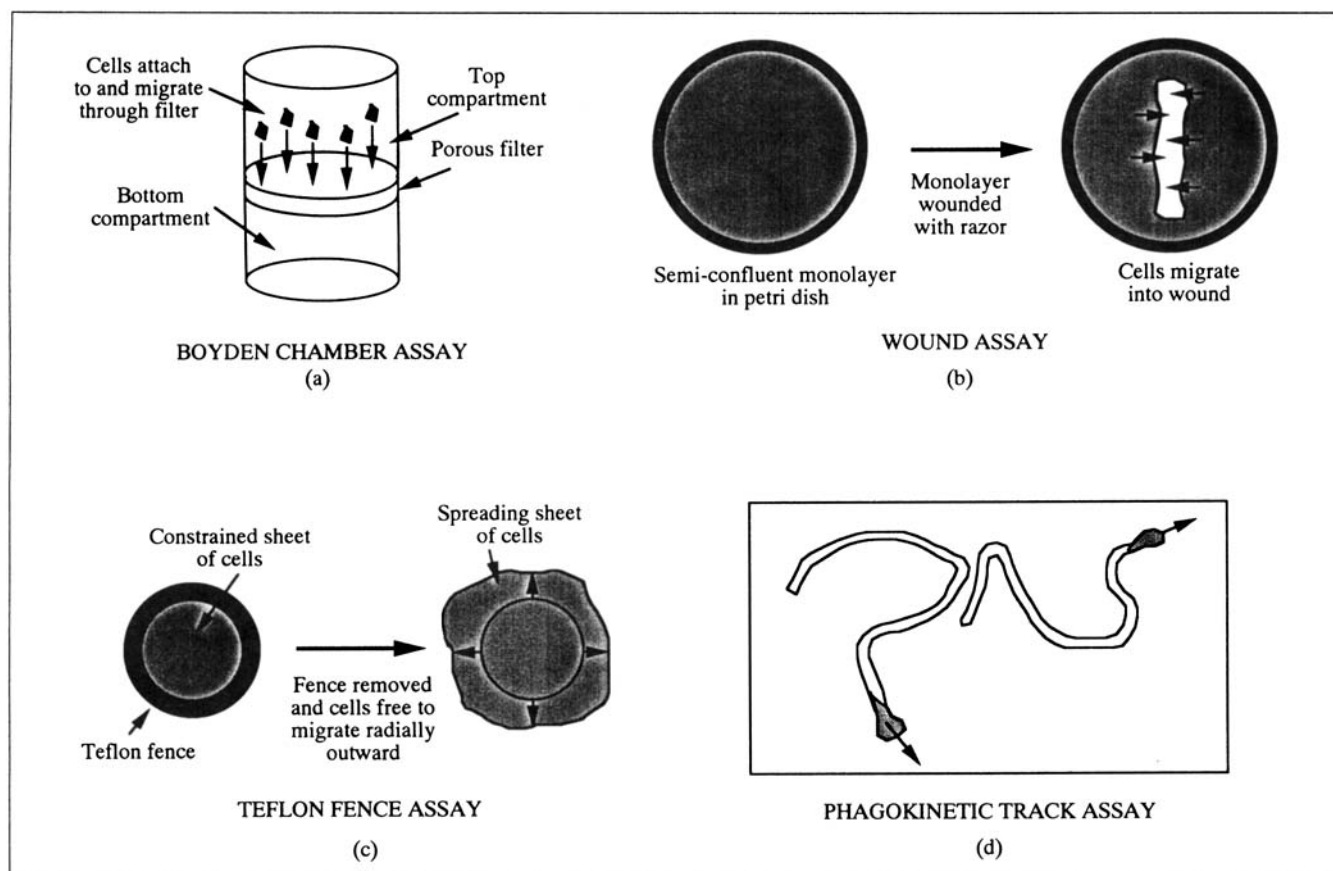 Cells attach
to and migrate
through filter
Top
compartment
Porous filter
Bottom
compartment
BOYDEN CHAMBER ASSAY
(a)
Monolayer
wounded
with razor
Semi-confluent monolayer
in petri dish
Cells migrate
into wound
WOUND ASSAY
(b)
Constrained sheet
of cells
Spreading sheet
of cells
Fence removed
and cells free to
migrate radially
outward
Teflon fence
TEFLON FENCE ASSAY
(c)
PHAGOKINETIC TRACK ASSAY
(d)